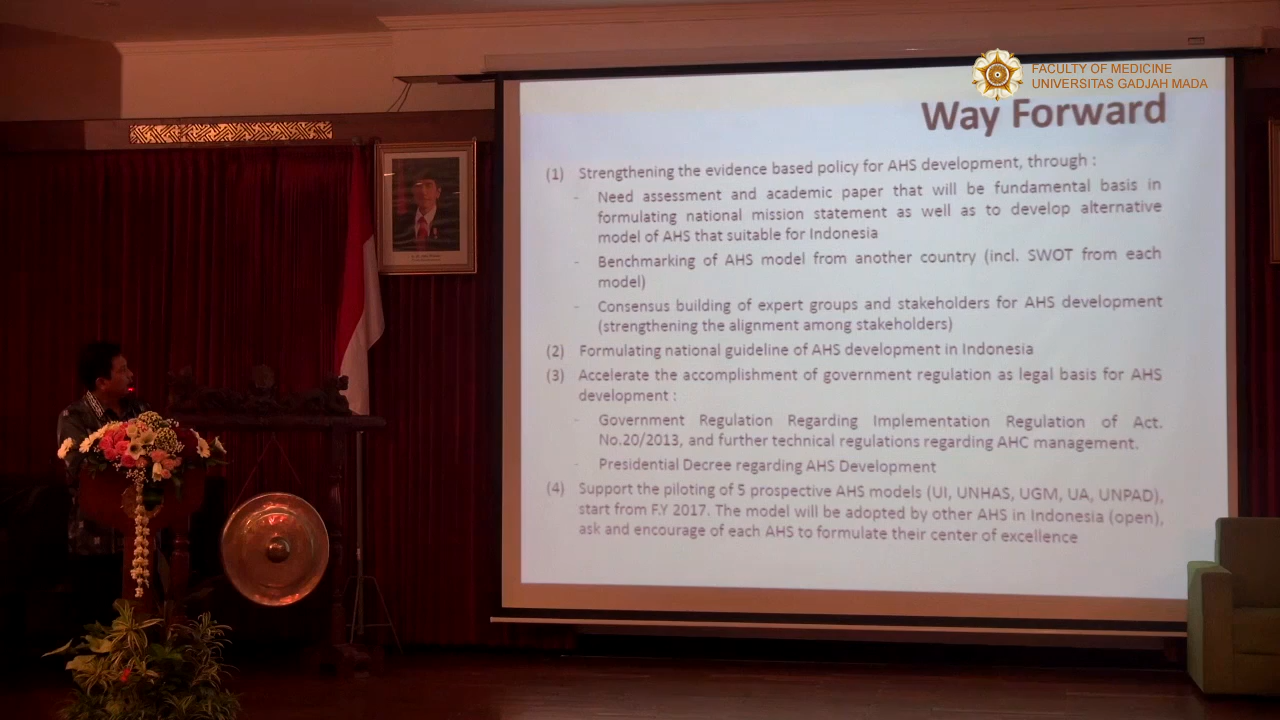 FACULTY OF MEDICINE
UNIVERSITAS GADJAH MADA
Way Forward
(1) Strengthening the evidence based policy for AHS development, through :
- Need assessment and academic paper that will be fundamental basis in
formulating national mission statement as well as to develop alternative
model of AHS that suitable for Indonesia
- Benchmarking of AHS model from another country (incl. SWOT from each
model)
- Consensus building of expert groups and stakeholders for AHS development
(strengthening the alignment among stakeholders)
(2) Formulating national guideline of AHS development in Indonesia
(3) Accelerate the accomplishment of government regulation as legal basis for AHS
development :
- Government Regulation Regarding Implementation Regulation of Act.
No.20/2013, and further technical regulations regarding AHC management.
- Presidential Decree regarding AHS Development
(4) Support the piloting of 5 prospective AHS models (UI, UNHAS, UGM, UA, UNPAD),
start from F.Y 2017. The model will be adopted by other AHS in Indonesia (open),
ask and encourage of each AHS to formulate their center of excellence